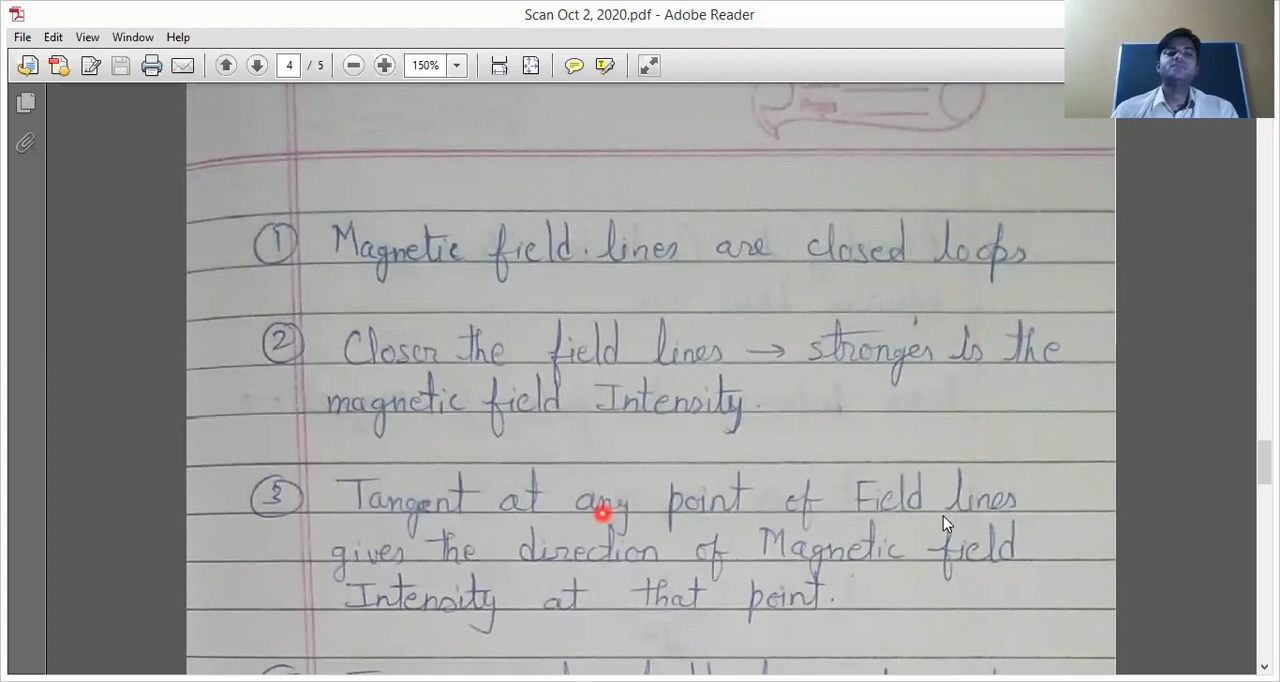 Scan Oct 2, 2020.pdf - Adobe Reader
File Edit View Window Help
4 / 5 150%
① Magnetic field lines are closed loops
② Closer the field lines → stronger is the
magnetic field Intensity.
③ Tangent at any point of Field lines
gives the direction of Magnetic field
Intensity at that point.